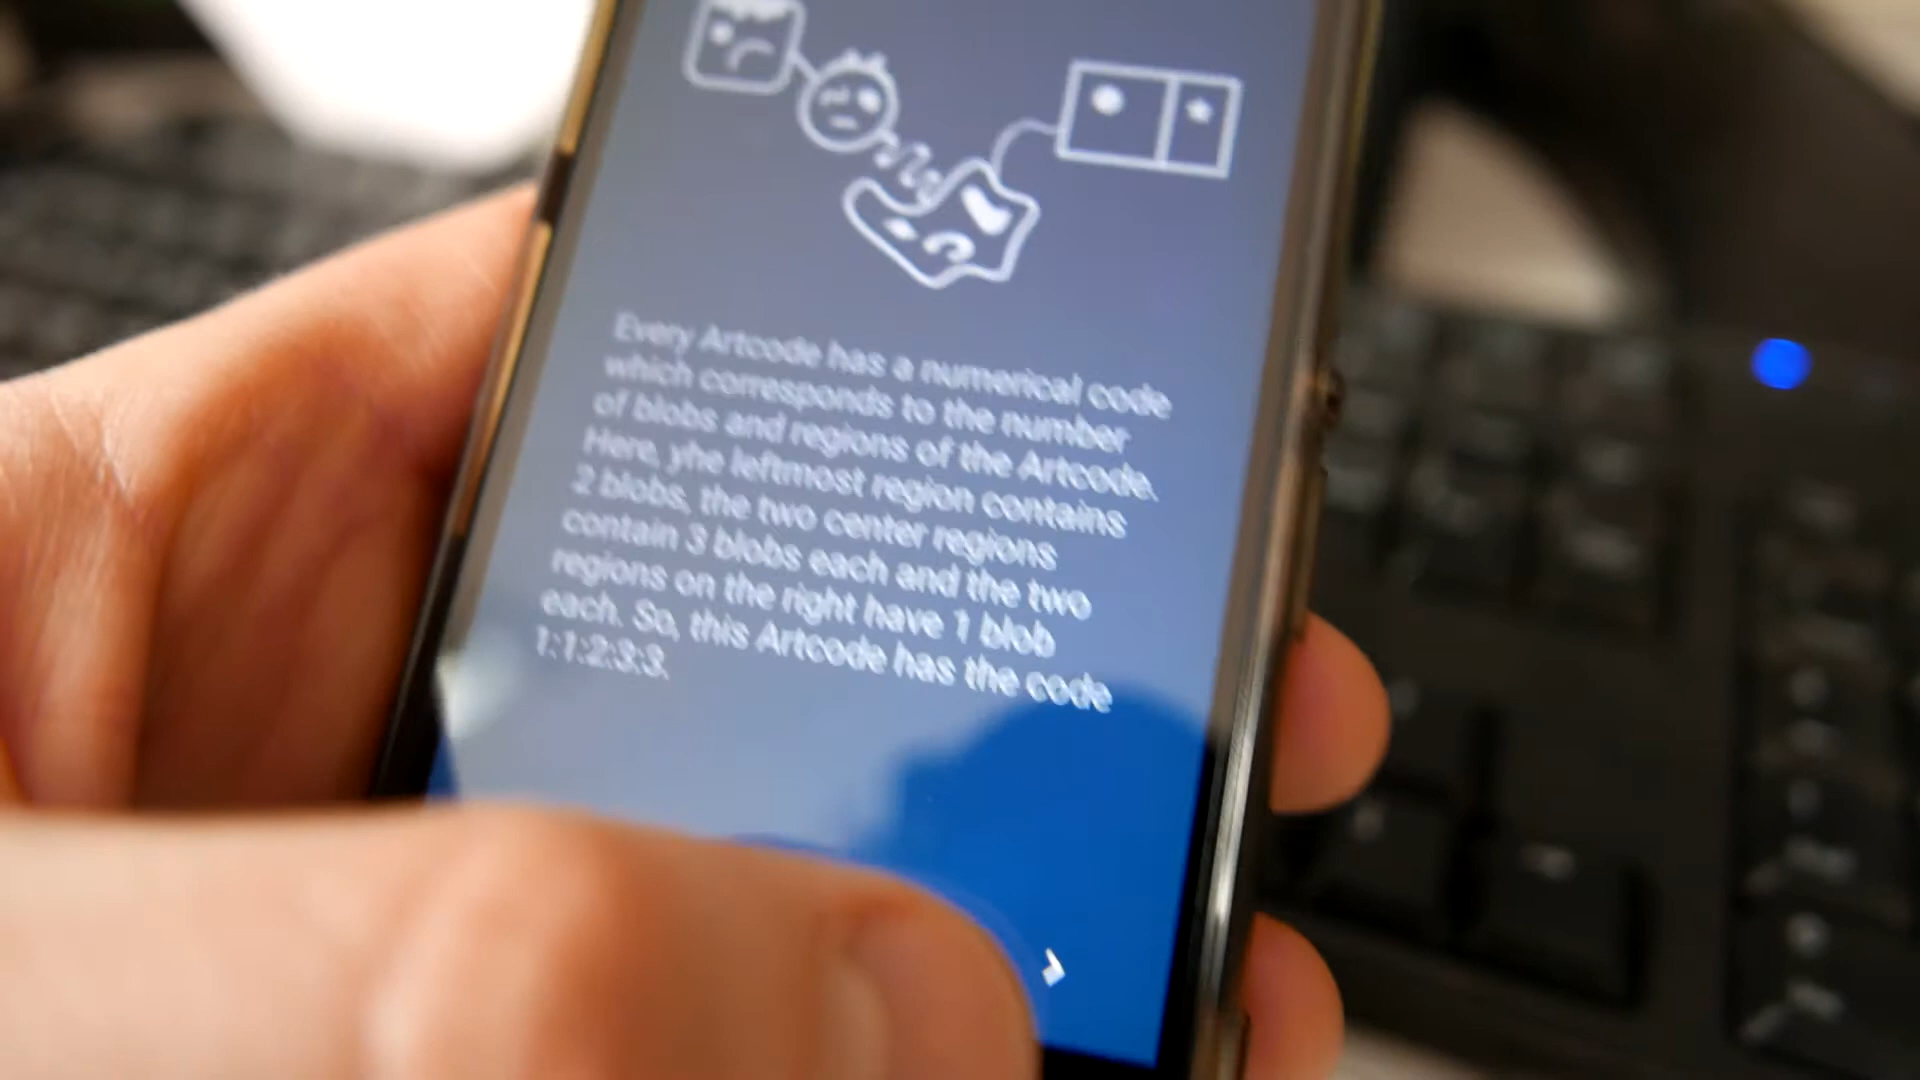 Every Artcode has a numerical code
which corresponds to the number
of blobs and regions of the Artcode.
Here, yhe leftmost region contains
2 blobs, the two center regions
contain 3 blobs each and the two
regions on the right have 1 blob
each. So, this Artcode has the code
1:1:2:3:3.